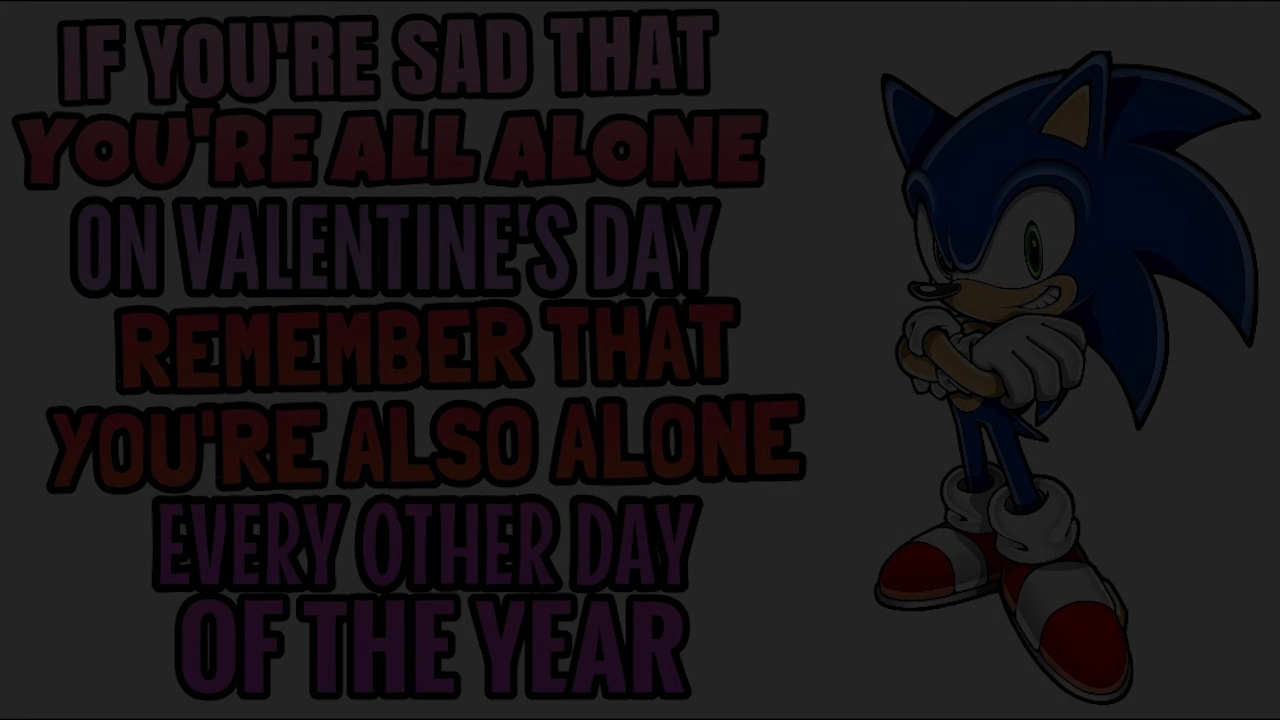 IF YOU'RE SAD THAT
YOU'RE ALL ALONE
ON VALENTINE'S DAY
REMEMBER THAT
YOU'RE ALSO ALONE
EVERY OTHER DAY
OF THE YEAR